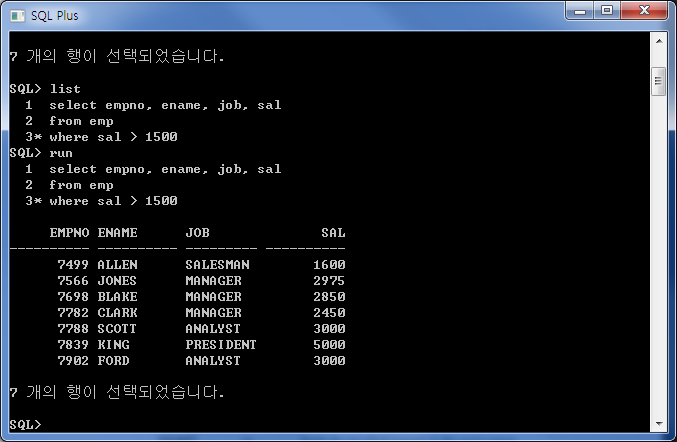 SQL Plus
7 개의 행이 선택되었습니다.
SQL> list
  1  select empno, ename, job, sal
  2  from emp
  3* where sal > 1500
SQL> run
  1  select empno, ename, job, sal
  2  from emp
  3* where sal > 1500
     EMPNO ENAME      JOB              SAL
---------- ---------- --------- ----------
      7499 ALLEN      SALESMAN        1600
      7566 JONES      MANAGER         2975
      7698 BLAKE      MANAGER         2850
      7782 CLARK      MANAGER         2450
      7788 SCOTT      ANALYST         3000
      7839 KING       PRESIDENT       5000
      7902 FORD       ANALYST         3000
7 개의 행이 선택되었습니다.
SQL>